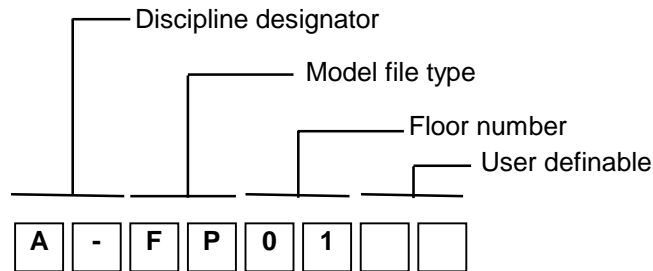 Discipline designator
Model file type
Floor number
User definable
A - F P 0 1